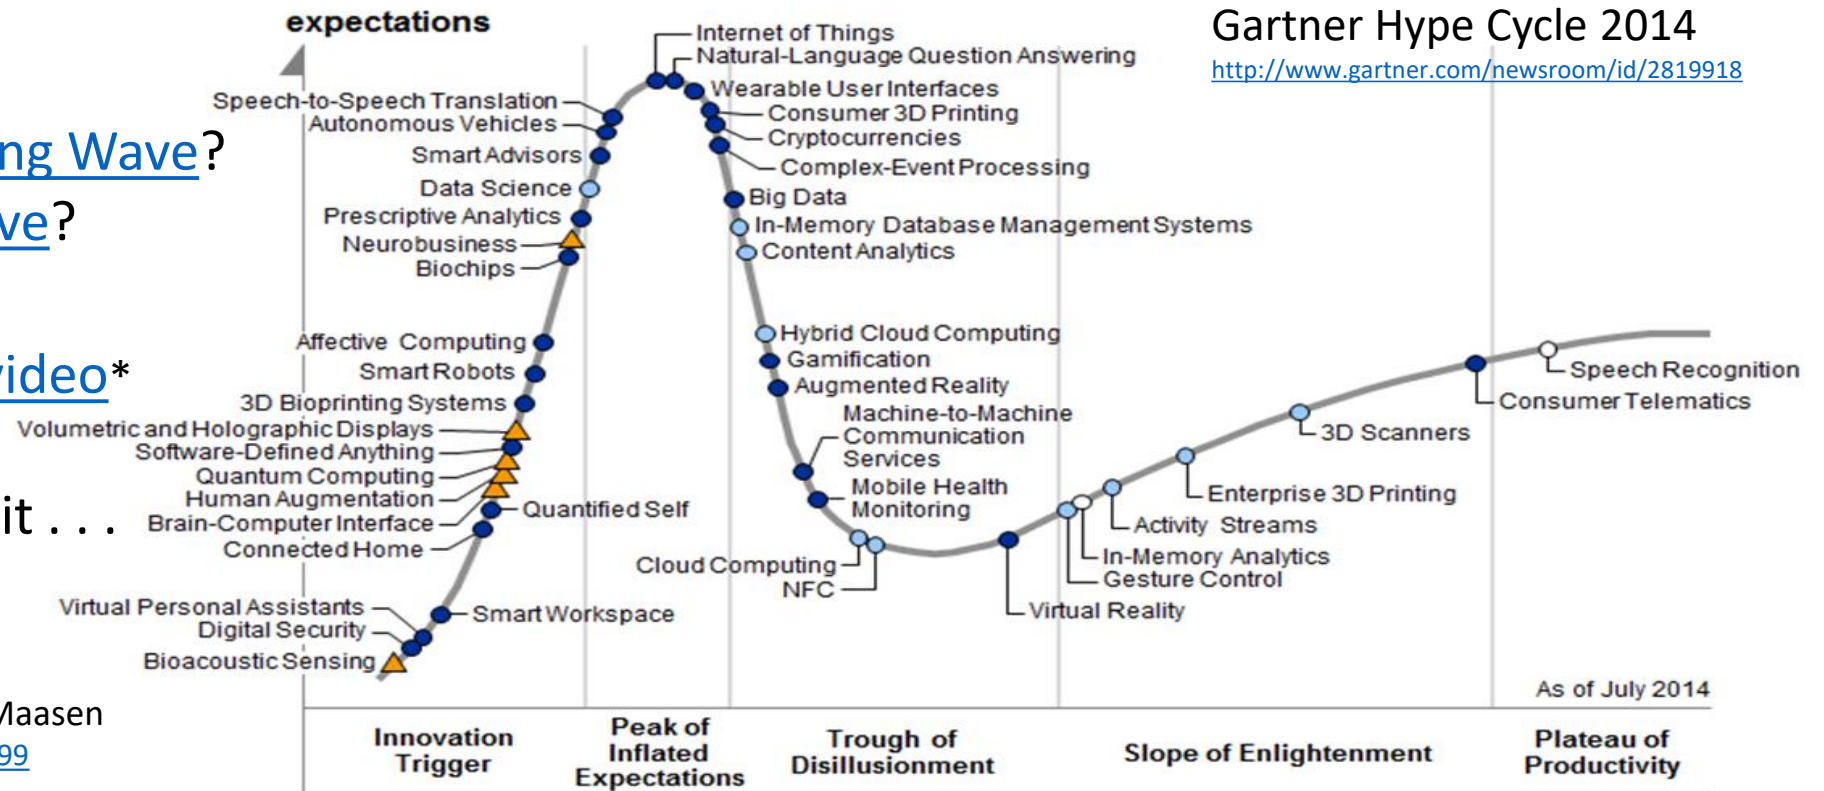 expectations
Gartner Hype Cycle 2014
http://www.gartner.com/newsroom/id/2819918
ng Wave?
ve?
video*
it . . .
Maasen
99
Internet of Things
Natural-Language Question Answering
Wearable User Interfaces
Consumer 3D Printing
Cryptocurrencies
Complex-Event Processing
Speech-to-Speech Translation
Autonomous Vehicles
Smart Advisors
Data Science
Prescriptive Analytics
Neurobusiness
Biochips
Big Data
In-Memory Database Management Systems
Content Analytics
Affective Computing
Smart Robots
3D Bioprinting Systems
Volumetric and Holographic Displays
Software-Defined Anything
Quantum Computing
Human Augmentation
Brain-Computer Interface
Connected Home
Quantified Self
Virtual Personal Assistants
Digital Security
Bioacoustic Sensing
Smart Workspace
Hybrid Cloud Computing
Gamification
Augmented Reality
Machine-to-Machine
Communication
Services
Mobile Health
Monitoring
Cloud Computing
NFC
Virtual Reality
Gesture Control
In-Memory Analytics
Activity Streams
Enterprise 3D Printing
3D Scanners
Consumer Telematics
Speech Recognition
As of July 2014
Innovation
Trigger
Peak of
Inflated
Expectations
Trough of
Disillusionment
Slope of Enlightenment
Plateau of
Productivity